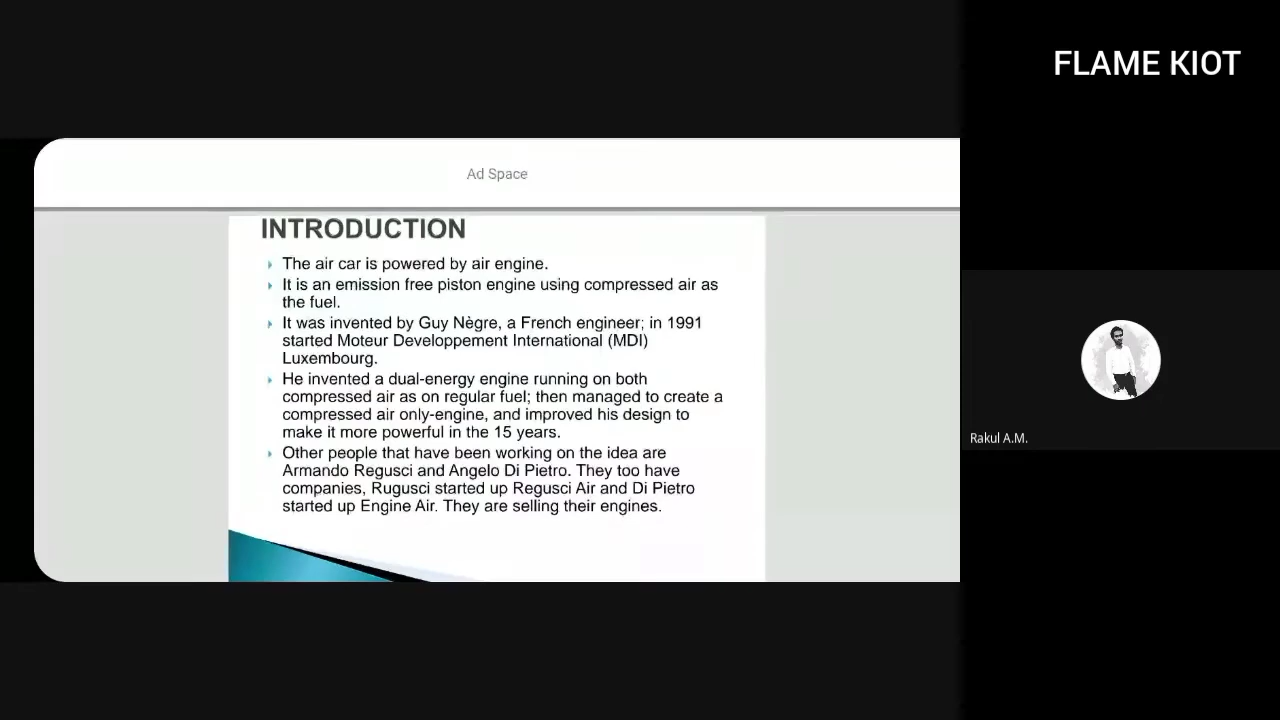 FLAME KIOT
Ad Space
INTRODUCTION
The air car is powered by air engine.
It is an emission free piston engine using compressed air as
the fuel.
It was invented by Guy Nègre, a French engineer; in 1991
started Moteur Developpement International (MDI)
Luxembourg.
He invented a dual-energy engine running on both
compressed air as on regular fuel; then managed to create a
compressed air only-engine, and improved his design to
make it more powerful in the 15 years.
Other people that have been working on the idea are
Armando Regusci and Angelo Di Pietro. They too have
companies, Rugusci started up Regusci Air and Di Pietro
started up Engine Air. They are selling their engines.
Rakul A.M.